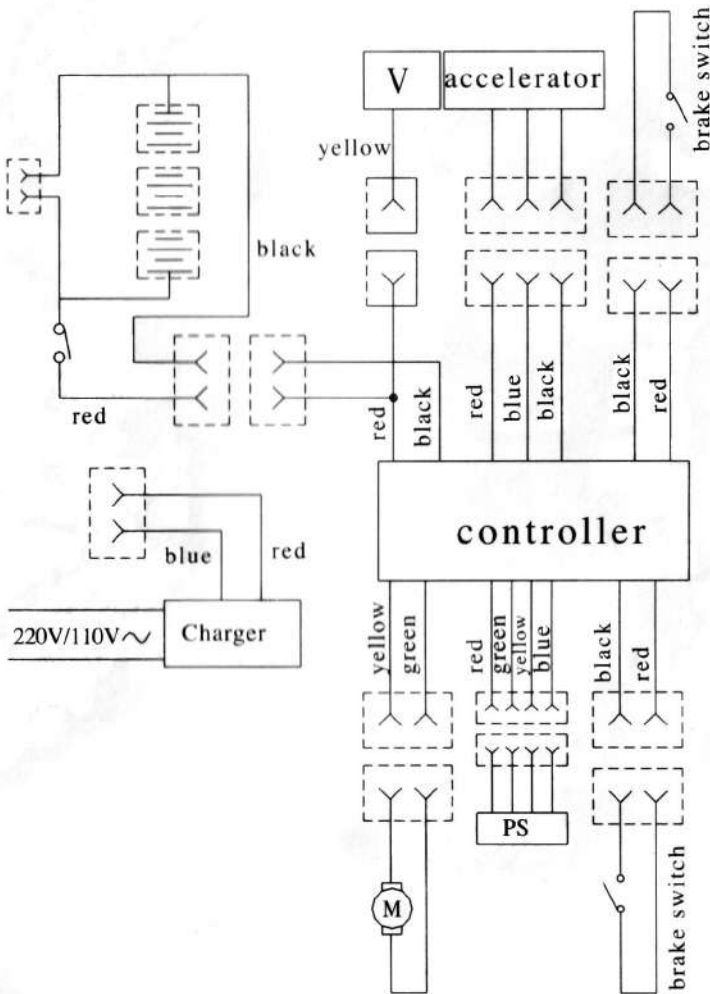 brake switch
V
accelerator
yellow
black
red
red
black
red
blue
black
black
red
controller
blue
red
220V/110V～
Charger
yellow
green
red
green
yellow
blue
black
red
PS
M
brake switch